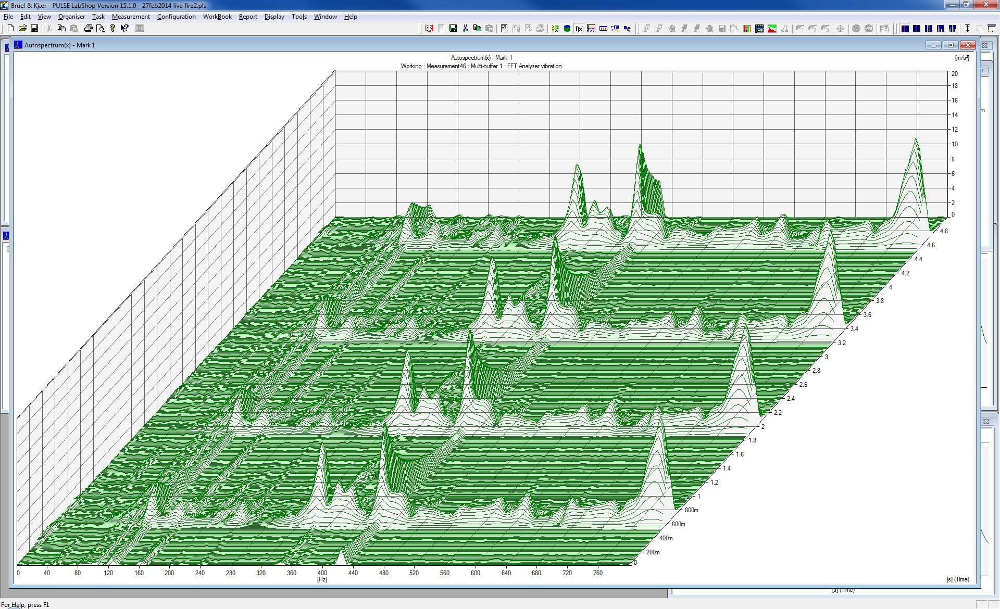 Brüel & Kjær - PULSE LabShop Version 15.1.0 - 27feb2014 live fire2.pls
File Edit View Organiser Task Measurement Configuration WorkBook Report Display Tools Window Help
f(x)
Autospectrum(x) - Mark 1
Autospectrum(x) - Mark 1
[m/s²]
Working : Measurement46 : Multi-buffer 1 : FFT Analyzer vibration
20
18
16
14
12
10
8
6
4
2
0
4.8
4.6
4.4
4.2
4
3.8
3.6
3.4
3.2
3
2.8
2.6
2.4
2.2
2
1.8
1.6
1.4
1.2
1
800m
600m
400m
200m
0
0 40 80 120 160 200 240 280 320 360 400 440 480 520 560 600 640 680 720 760
[Hz]
[s] (Time)
[s] (Time)
For Help, press F1